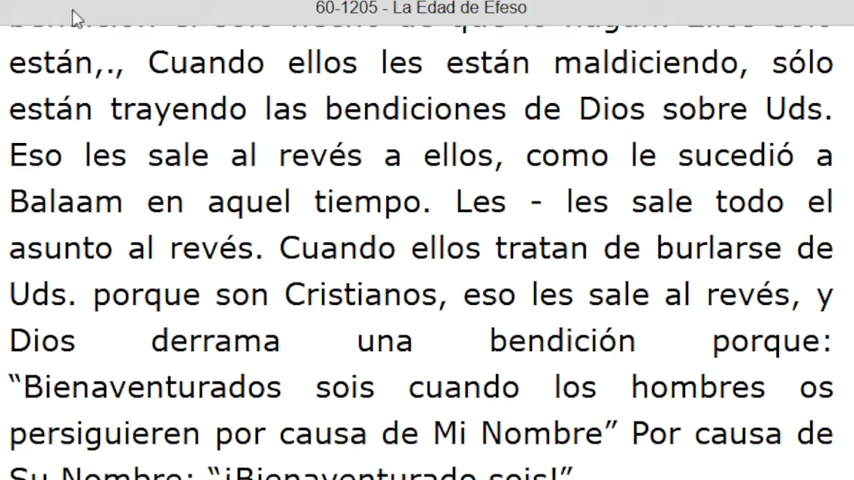 60-1205 - La Edad de Efeso
están,., Cuando ellos les están maldiciendo, sólo
están trayendo las bendiciones de Dios sobre Uds.
Eso les sale al revés a ellos, como le sucedió a
Balaam en aquel tiempo. Les - les sale todo el
asunto al revés. Cuando ellos tratan de burlarse de
Uds. porque son Cristianos, eso les sale al revés, y
Dios derrama una bendición porque:
“Bienaventurados sois cuando los hombres os
persiguieren por causa de Mi Nombre” Por causa de
Su Nombre: “¡Bienaventurado sois!”